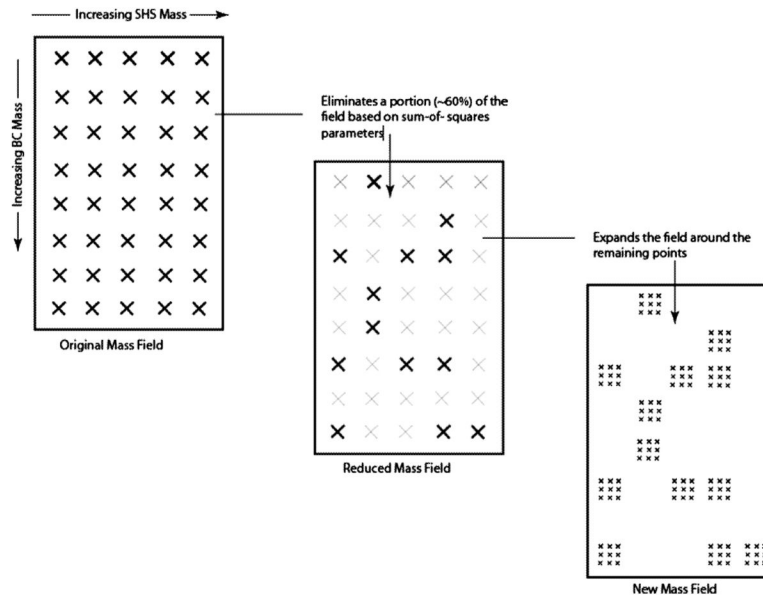 Increasing SHS Mass
Increasing BC Mass
Original Mass Field
Eliminates a portion (~60%) of the
field based on sum-of- squares
parameters
Reduced Mass Field
Expands the field around the
remaining points
New Mass Field